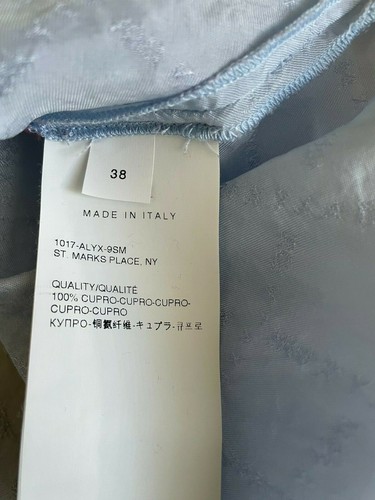 38
MADE IN ITALY
1017-ALYX-9SM
ST. MARKS PLACE, NY
QUALITY/QUALITÉ
100% CUPRO-CUPRO-CUPRO-
CUPRO-CUPRO
КУПРО-铜氨纤维-キュプラ-큐프로